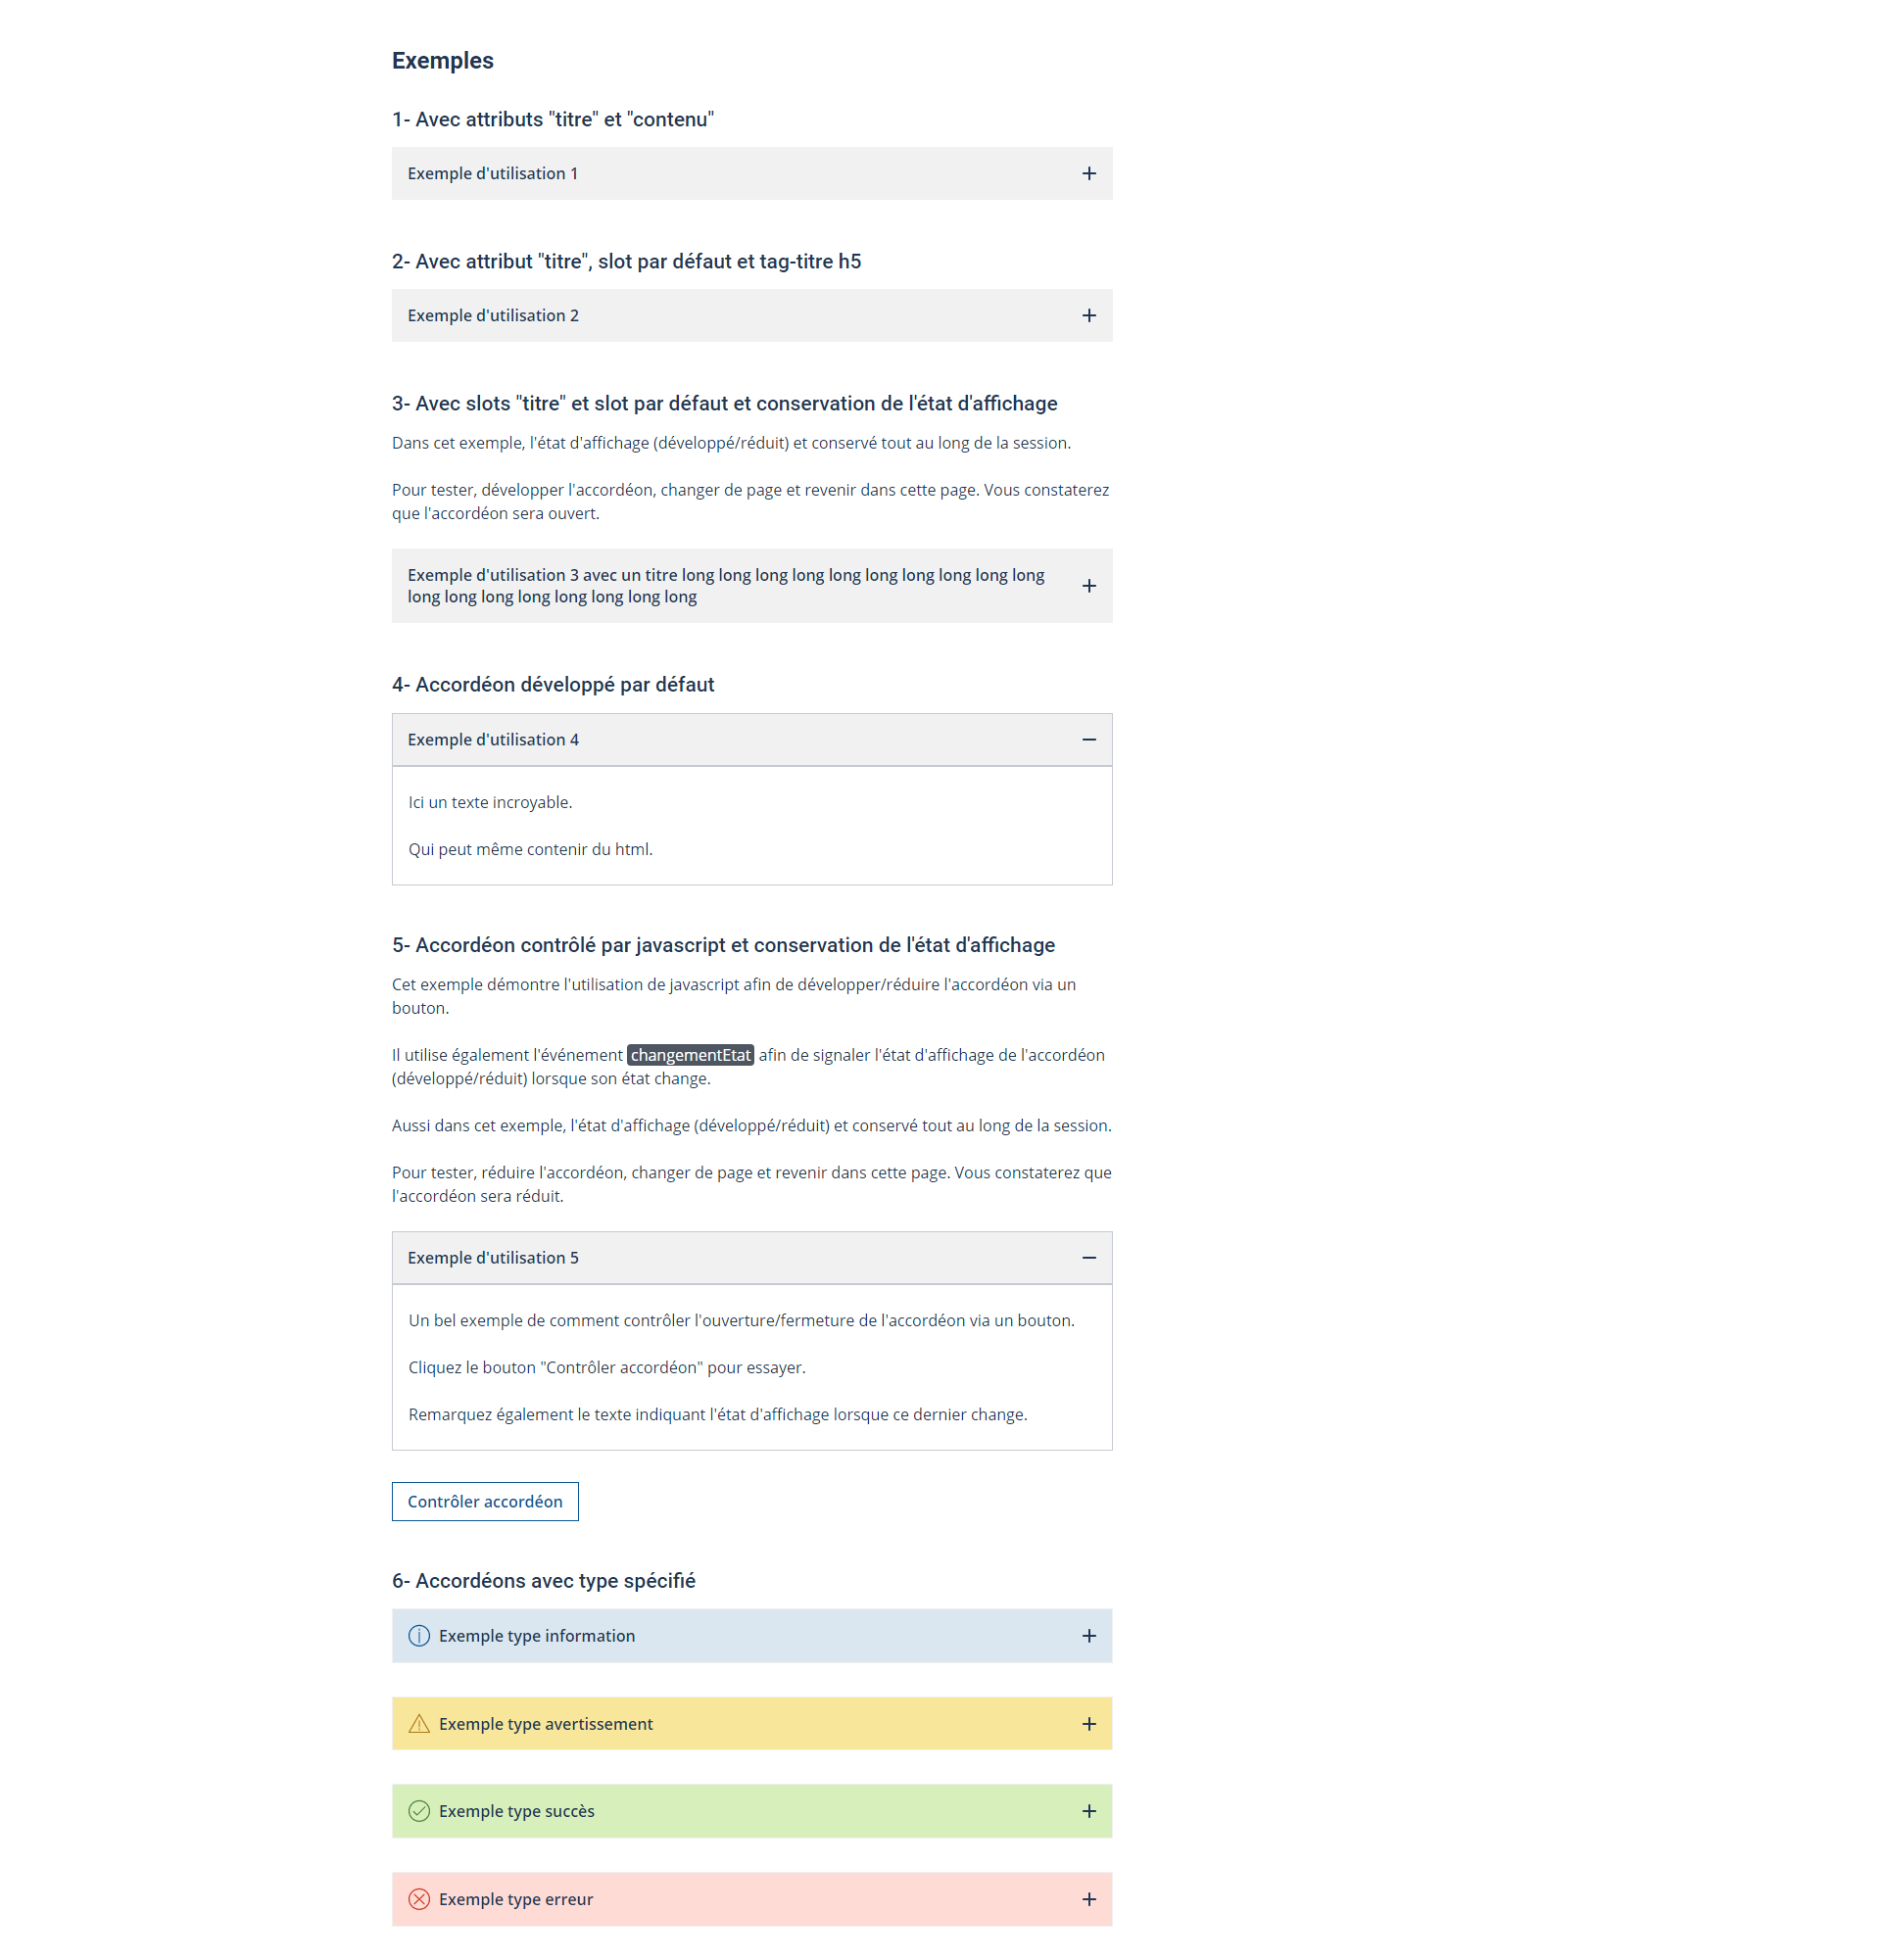 Exemples
1- Avec attributs "titre" et "contenu"
Exemple d'utilisation 1
2- Avec attribut "titre", slot par défaut et tag-titre h5
Exemple d'utilisation 2
3- Avec slots "titre" et slot par défaut et conservation de l'état d'affichage
Dans cet exemple, l'état d'affichage (développé/réduit) et conservé tout au long de la session.
Pour tester, développer l'accordéon, changer de page et revenir dans cette page. Vous constaterez
que l'accordéon sera ouvert.
Exemple d'utilisation 3 avec un titre long long long long long long long long long long
long long long long long long long long
4- Accordéon développé par défaut
Exemple d'utilisation 4
Ici un texte incroyable.
Qui peut même contenir du html.
5- Accordéon contrôlé par javascript et conservation de l'état d'affichage
Cet exemple démontre l'utilisation de javascript afin de développer/réduire l'accordéon via un
bouton.
Il utilise également l'événement changementEtat afin de signaler l'état d'affichage de l'accordéon
(développé/réduit) lorsque son état change.
Aussi dans cet exemple, l'état d'affichage (développé/réduit) et conservé tout au long de la session.
Pour tester, réduire l'accordéon, changer de page et revenir dans cette page. Vous constaterez que
l'accordéon sera réduit.
Exemple d'utilisation 5
Un bel exemple de comment contrôler l'ouverture/fermeture de l'accordéon via un bouton.
Cliquez le bouton "Contrôler accordéon" pour essayer.
Remarquez également le texte indiquant l'état d'affichage lorsque ce dernier change.
Contrôler accordéon
6- Accordéons avec type spécifié
Exemple type information
Exemple type avertissement
Exemple type succès
Exemple type erreur